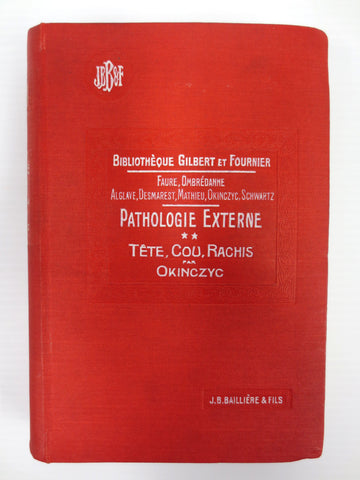 JBB&F
BIBLIOTHÈQUE GILBERT ET FOURNIER
FAURE, OMBRÉDANNE
ALGLAVE, DESMAREST, MATHIEU, OKINCZYC, SCHWARTZ
PATHOLOGIE EXTERNE
★★
TÊTE, COU, RACHIS
PAR
OKINCZYC
J.B. BAILLIÈRE & FILS